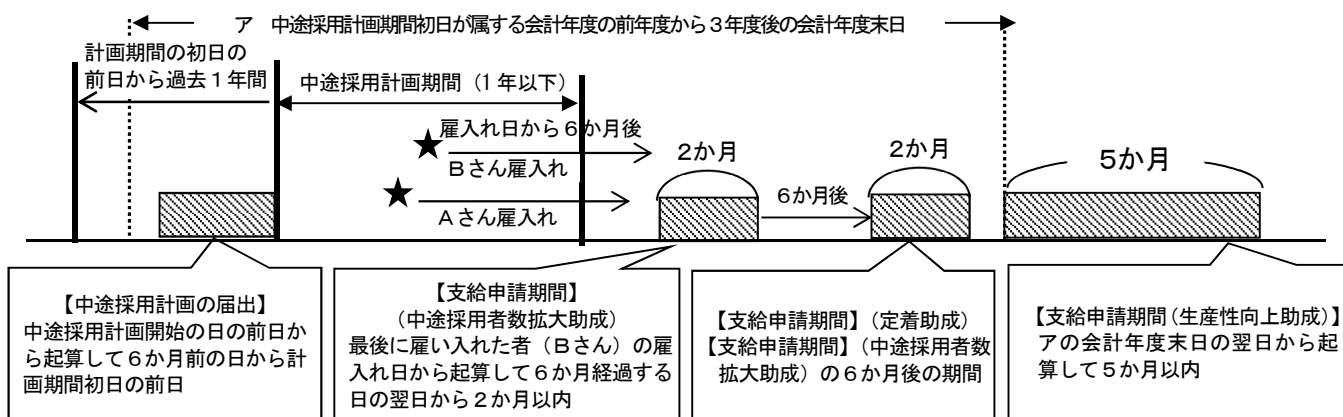 ア　中途採用計画期間初日が属する会計年度の前年度から３年度後の会計年度末日
計画期間の初日の
前日から過去１年間
中途採用計画期間（１年以下）
雇入れ日から６か月後
Ｂさん雇入れ
Ａさん雇入れ
２か月
６か月後
２か月
５か月
【中途採用計画の届出】
中途採用計画開始の日の前日か
ら起算して６か月前の日から計
画期間初日の前日
【支給申請期間】
（中途採用者数拡大助成）
最後に雇い入れた者（Ｂさん）の雇
入れ日から起算して６か月経過する
日の翌日から２か月以内
【支給申請期間】（定着助成）
【支給申請期間】（中途採用者数
拡大助成）の６か月後の期間
【支給申請期間（生産性向上助成）】
アの会計年度末日の翌日から起
算して５か月以内